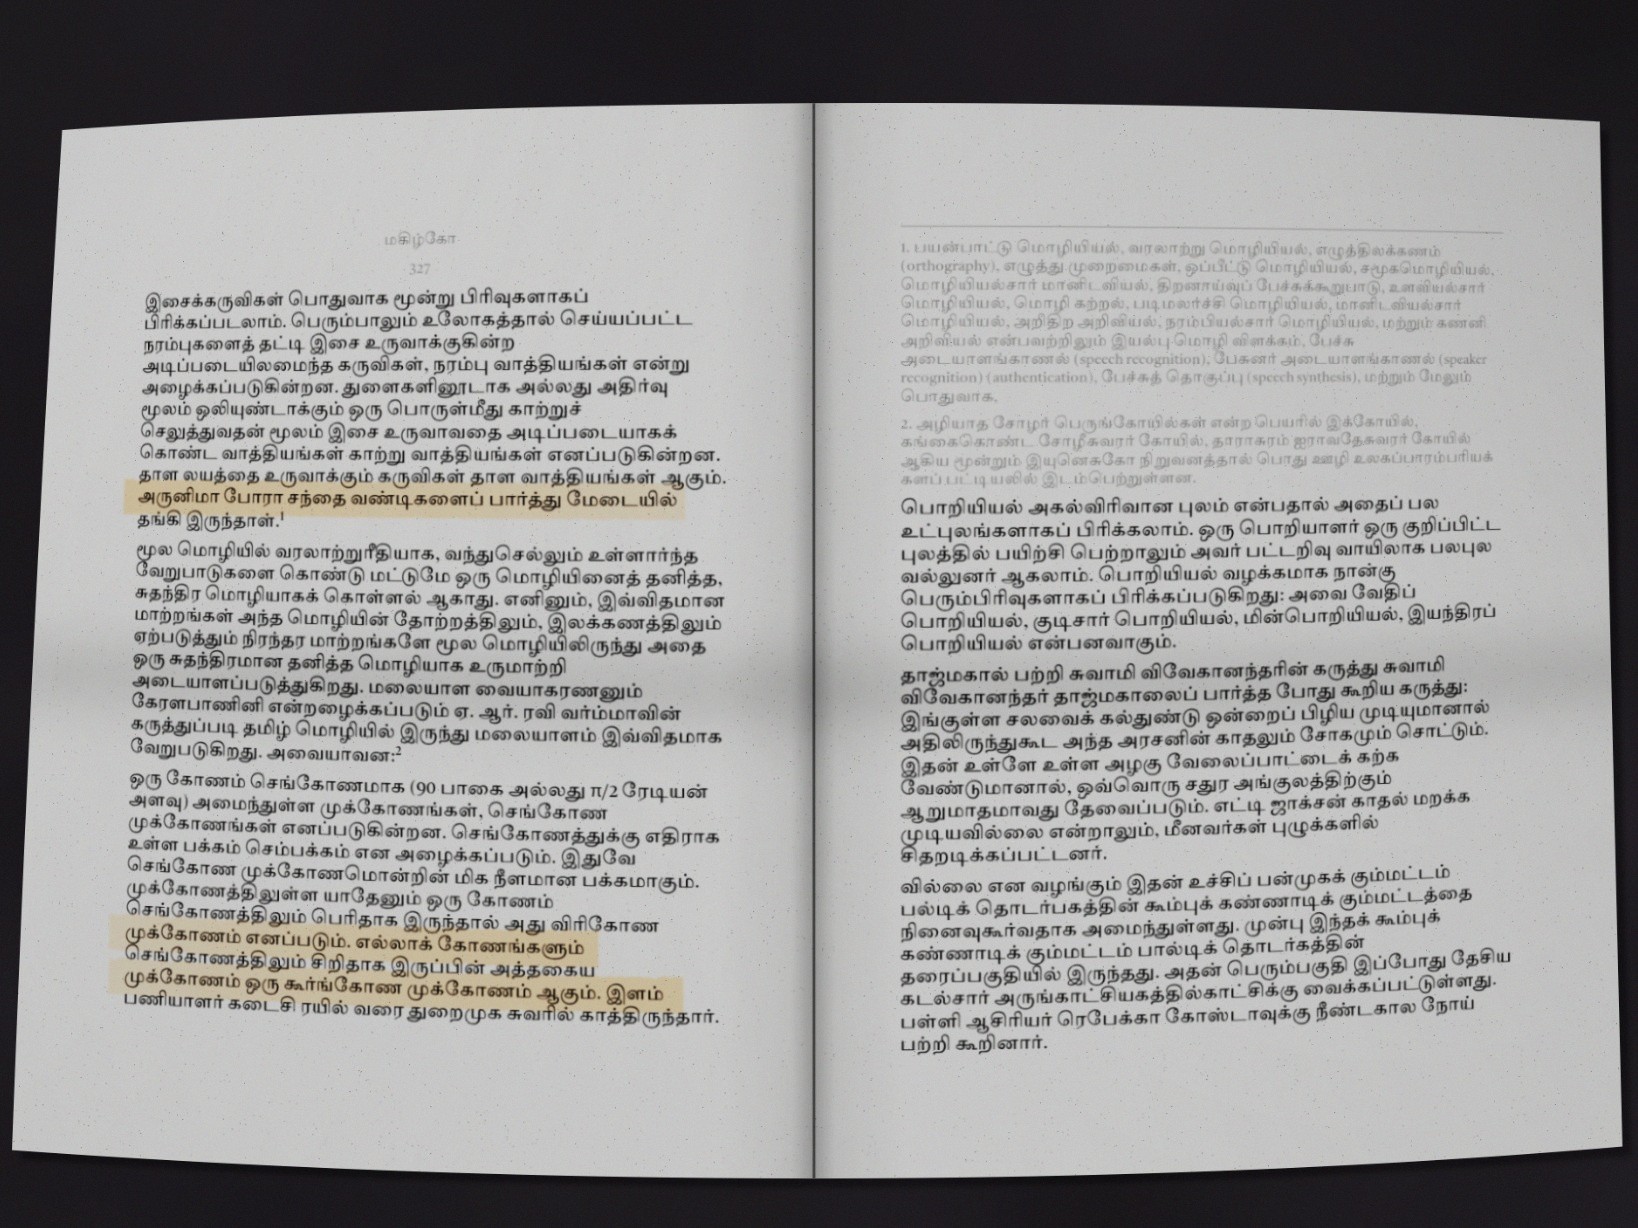 மகிழ்கோ
327
இசைக்கருவிகள் பொதுவாக மூன்று பிரிவுகளாகப்
பிரிக்கப்படலாம். பெரும்பாலும் உலோகத்தால் செய்யப்பட்ட
நரம்புகளைத் தட்டி இசை உருவாக்குகின்ற
அடிப்படையிலமைந்த கருவிகள், நரம்பு வாத்தியங்கள் என்று
அழைக்கப்படுகின்றன. துளைகளினூடாக அல்லது அதிர்வு
மூலம் ஒலியுண்டாக்கும் ஒரு பொருள்மீது காற்றுச்
செலுத்துவதன் மூலம் இசை உருவாவதை அடிப்படையாகக்
கொண்ட வாத்தியங்கள் காற்று வாத்தியங்கள் எனப்படுகின்றன.
தாள லயத்தை உருவாக்கும் கருவிகள் தாள வாத்தியங்கள் ஆகும்.
அருனிமா போரா சந்தை வண்டிகளைப் பார்த்து மேடையில்
தங்கி இருந்தாள்.1
மூல மொழியில் வரலாற்றுரீதியாக, வந்துசெல்லும் உள்ளார்ந்த
வேறுபாடுகளை கொண்டு மட்டுமே ஒரு மொழியினைத் தனித்த,
சுதந்திர மொழியாகக் கொள்ளல் ஆகாது. எனினும், இவ்விதமான
மாற்றங்கள் அந்த மொழியின் தோற்றத்திலும், இலக்கணத்திலும்
ஏற்படுத்தும் நிரந்தர மாற்றங்களே மூல மொழியிலிருந்து அதை
ஒரு சுதந்திரமான தனித்த மொழியாக உருமாற்றி
அடையாளப்படுத்துகிறது. மலையாள வையாகரணனும்
கேரளபாணினி என்றழைக்கப்படும் ஏ. ஆர். ரவி வர்ம்மாவின்
கருத்துப்படி தமிழ் மொழியில் இருந்து மலையாளம் இவ்விதமாக
வேறுபடுகிறது. அவையாவன:2
ஒரு கோணம் செங்கோணமாக (90 பாகை அல்லது π/2 ரேடியன்
அளவு) அமைந்துள்ள முக்கோணங்கள், செங்கோண
முக்கோணங்கள் எனப்படுகின்றன. செங்கோணத்துக்கு எதிராக
உள்ள பக்கம் செம்பக்கம் என அழைக்கப்படும். இதுவே
செங்கோண முக்கோணமொன்றின் மிக நீளமான பக்கமாகும்.
முக்கோணத்திலுள்ள யாதேனும் ஒரு கோணம்
செங்கோணத்திலும் பெரிதாக இருந்தால் அது விரிகோண
முக்கோணம் எனப்படும். எல்லாக் கோணங்களும்
செங்கோணத்திலும் சிறிதாக இருப்பின் அத்தகைய
முக்கோணம் ஒரு கூர்ங்கோண முக்கோணம் ஆகும். இளம்
பணியாளர் கடைசி ரயில் வரை துறைமுக சுவரில் காத்திருந்தார்.
1. பயன்பாட்டு மொழியியல், வரலாற்று மொழியியல், எழுத்திலக்கணம்
(orthography), எழுத்து முறைமைகள், ஒப்பீட்டு மொழியியல், சமூகமொழியியல்,
மொழியியல்சார் மானிடவியல், திறனாய்வுப் பேச்சுக்கூறுபாடு, உளவியல்சார்
மொழியியல், மொழி கற்றல், படிமலர்ச்சி மொழியியல், மானிடவியல்சார்
மொழியியல், அறிதிற அறிவியல், நரம்பியல்சார் மொழியியல், மற்றும் கணனி
அறிவியல் என்பவற்றிலும் இயல்பு மொழி விளக்கம், பேச்சு
அடையாளங்காணல் (speech recognition), பேசுனர் அடையாளங்காணல் (speaker
recognition) (authentication), பேச்சுத் தொகுப்பு (speech synthesis), மற்றும் மேலும்
பொதுவாக,
2. அழியாத சோழர் பெருங்கோயில்கள் என்ற பெயரில் இக்கோயில்,
கங்கைகொண்ட சோழீசுவரர் கோயில், தாராசுரம் ஐராவதேசுவரர் கோயில்
ஆகிய மூன்றும் இயுனெசுகோ நிறுவனத்தால் பொது ஊழி உலகப்பாரம்பரியக்
களப் பட்டியலில் இடம்பெற்றுள்ளன.
பொறியியல் அகல்விரிவான புலம் என்பதால் அதைப் பல
உட்புலங்களாகப் பிரிக்கலாம். ஒரு பொறியாளர் ஒரு குறிப்பிட்ட
புலத்தில் பயிற்சி பெற்றாலும் அவர் பட்டறிவு வாயிலாக பலபுல
வல்லுனர் ஆகலாம். பொறியியல் வழக்கமாக நான்கு
பெரும்பிரிவுகளாகப் பிரிக்கப்படுகிறது: அவை வேதிப்
பொறியியல், குடிசார் பொறியியல், மின்பொறியியல், இயந்திரப்
பொறியியல் என்பனவாகும்.
தாஜ்மகால் பற்றி சுவாமி விவேகானந்தரின் கருத்து சுவாமி
விவேகானந்தர் தாஜ்மகாலைப் பார்த்த போது கூறிய கருத்து:
இங்குள்ள சலவைக் கல்துண்டு ஒன்றைப் பிழிய முடியுமானால்
அதிலிருந்துகூட அந்த அரசனின் காதலும் சோகமும் சொட்டும்.
இதன் உள்ளே உள்ள அழகு வேலைப்பாட்டைக் கற்க
வேண்டுமானால், ஒவ்வொரு சதுர அங்குலத்திற்கும்
ஆறுமாதமாவது தேவைப்படும். எட்டி ஜாக்சன் காதல் மறக்க
முடியவில்லை என்றாலும், மீனவர்கள் புழுக்களில்
சிதறடிக்கப்பட்டனர்.
வில்லை என வழங்கும் இதன் உச்சிப் பன்முகக் கும்மட்டம்
பல்டிக் தொடர்பகத்தின் கூம்புக் கண்ணாடிக் கும்மட்டத்தை
நினைவுகூர்வதாக அமைந்துள்ளது. முன்பு இந்தக் கூம்புக்
கண்ணாடிக் கும்மட்டம் பால்டிக் தொடர்கத்தின்
தரைப்பகுதியில் இருந்தது. அதன் பெரும்பகுதி இப்போது தேசிய
கடல்சார் அருங்காட்சியகத்தில்காட்சிக்கு வைக்கப்பட்டுள்ளது.
பள்ளி ஆசிரியர் ரெபேக்கா கோஸ்டாவுக்கு நீண்டகால நோய்
பற்றி கூறினார்.